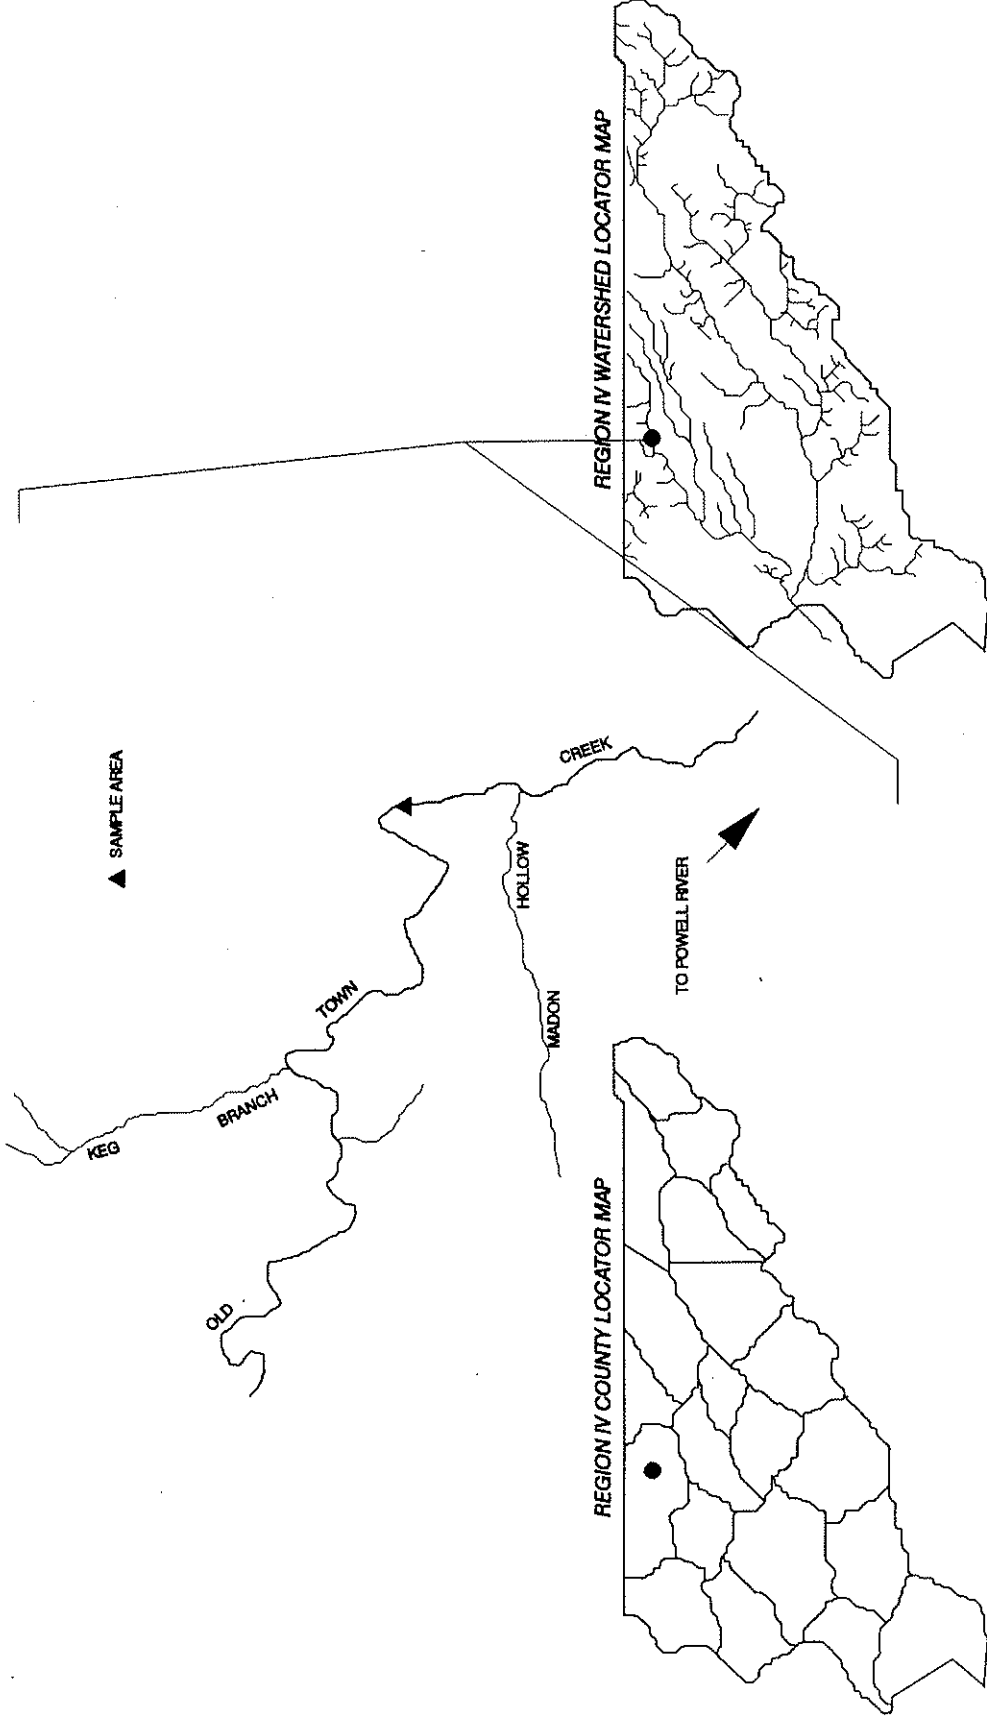 SAMPLE AREA
KEG
BRANCH
OLD
TOWN
CREEK
MADON
HOLLOW
TO POWELL RIVER
REGION IV COUNTY LOCATOR MAP
REGION IV WATERSHED LOCATOR MAP